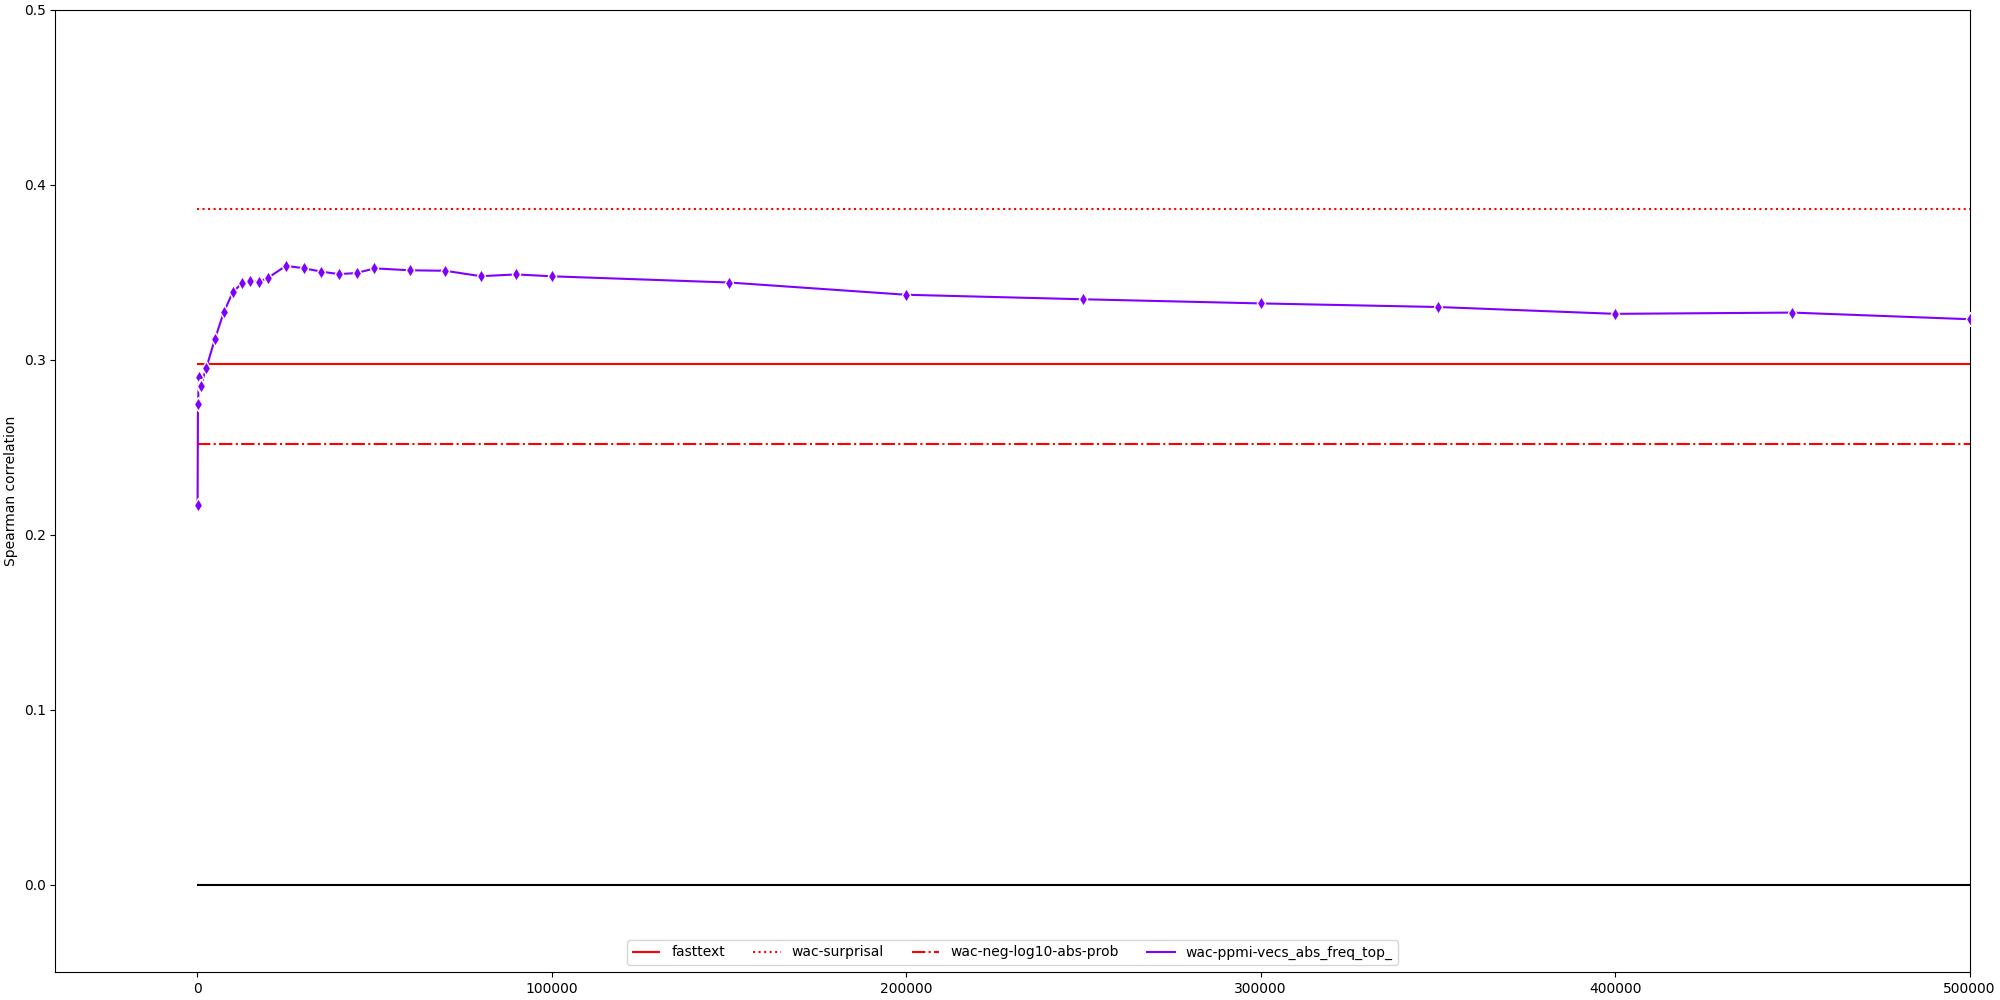 0.5
0.4
0.3
0.2
0.1
0.0
Spearman correlation
fasttext wac-surprisal wac-neg-log10-abs-prob wac-ppmi-vecs_abs_freq_top_
0 100000 200000 300000 400000 500000